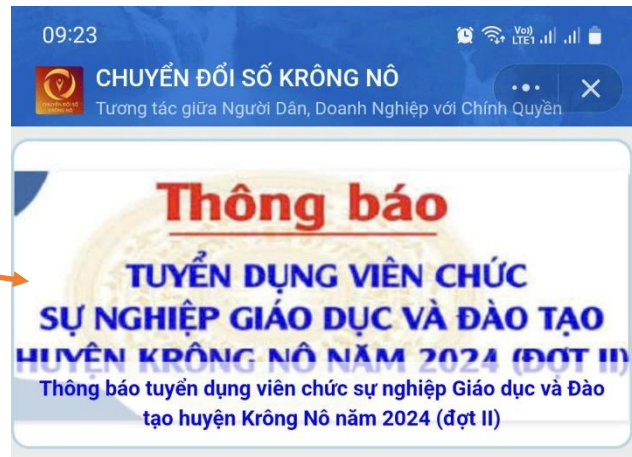 09:23
Vo))
LTE1
CHUYỂN ĐỔI SỐ KRÔNG NÔ
Tương tác giữa Người Dân, Doanh Nghiệp với Chính Quyền
Thông báo
TUYỂN DỤNG VIÊN CHỨC
SỰ NGHIỆP GIÁO DỤC VÀ ĐÀO TẠO
HUYỆN KRÔNG NÔ NĂM 2024 (ĐỢT II)
Thông báo tuyển dụng viên chức sự nghiệp Giáo dục và Đào
tạo huyện Krông Nô năm 2024 (đợt II)